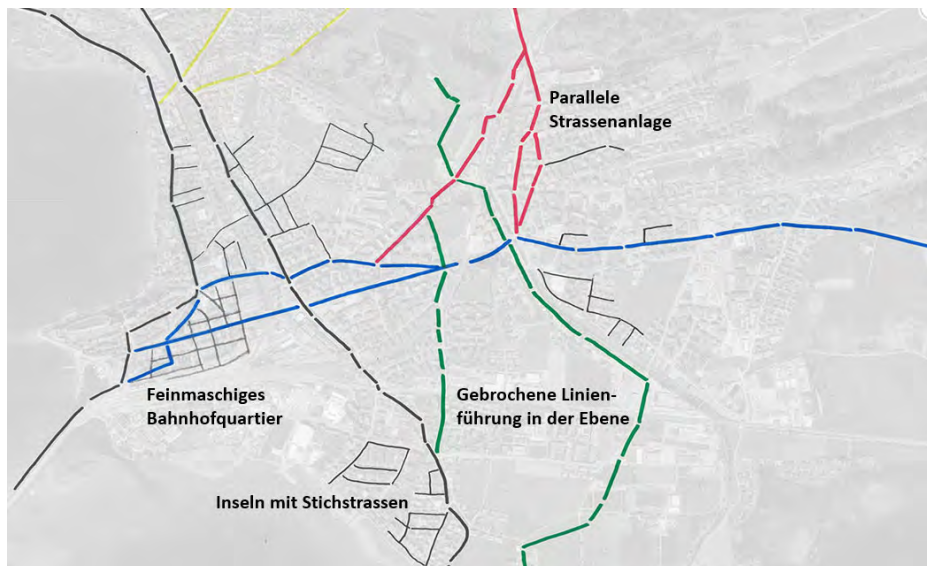 Parallele
Strassenanlage
Feinmaschiges
Bahnhofquartier
Gebrochene Linien-
führung in der Ebene
Inseln mit Stichstrassen